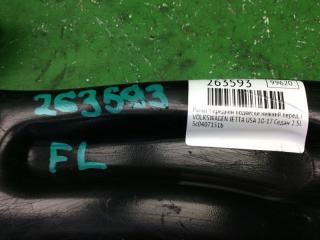 263593
FL
263593
99620
Рычаг передней подвески нижний перед. л
VOLKSWAGEN JETTA USA 10-17 Седан 2.5L
5c0407151b